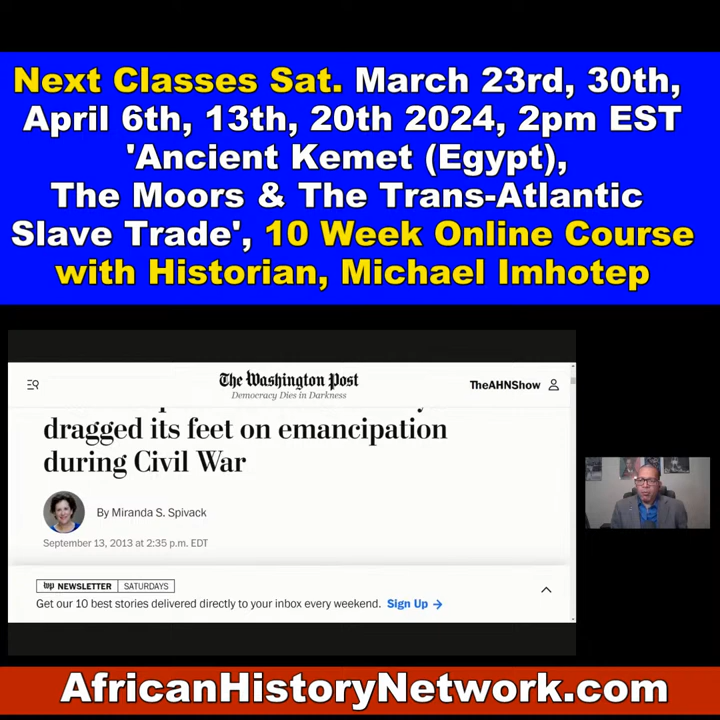 Next Classes Sat. March 23rd, 30th,
April 6th, 13th, 20th 2024, 2pm EST
'Ancient Kemet (Egypt),
The Moors & The Trans-Atlantic
Slave Trade', 10 Week Online Course
with Historian, Michael Imhotep
The Washington Post
Democracy Dies in Darkness
TheAHNShow
dragged its feet on emancipation
during Civil War
By Miranda S. Spivack
September 13, 2013 at 2:35 p.m. EDT
wp NEWSLETTER | SATURDAYS
Get our 10 best stories delivered directly to your inbox every weekend. Sign Up →
AfricanHistoryNetwork.com